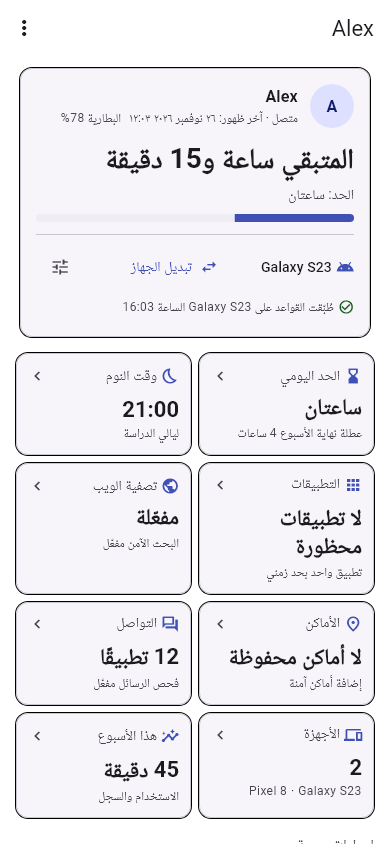 Alex
A
Alex
متصل · آخر ظهور: ٢٦ نوفمبر ٢٠٢٦ ١٢:٠٣ البطارية 78%
المتبقي ساعة و15 دقيقة
الحد: ساعتان
Galaxy S23
تبديل الجهاز
طُبّقت القواعد على Galaxy S23 الساعة 16:03
الحد اليومي
ساعتان
عطلة نهاية الأسبوع 4 ساعات
وقت النوم
21:00
ليالي الدراسة
التطبيقات
لا تطبيقات
محظورة
تطبيق واحد بحد زمني
تصفية الويب
مفعّلة
البحث الآمن مفعّل
الأماكن
لا أماكن محفوظة
إضافة أماكن آمنة
التواصل
12 تطبيقًا
فحص الرسائل مفعّل
الأجهزة
2
Pixel 8 · Galaxy S23
هذا الأسبوع
45 دقيقة
الاستخدام والسجل